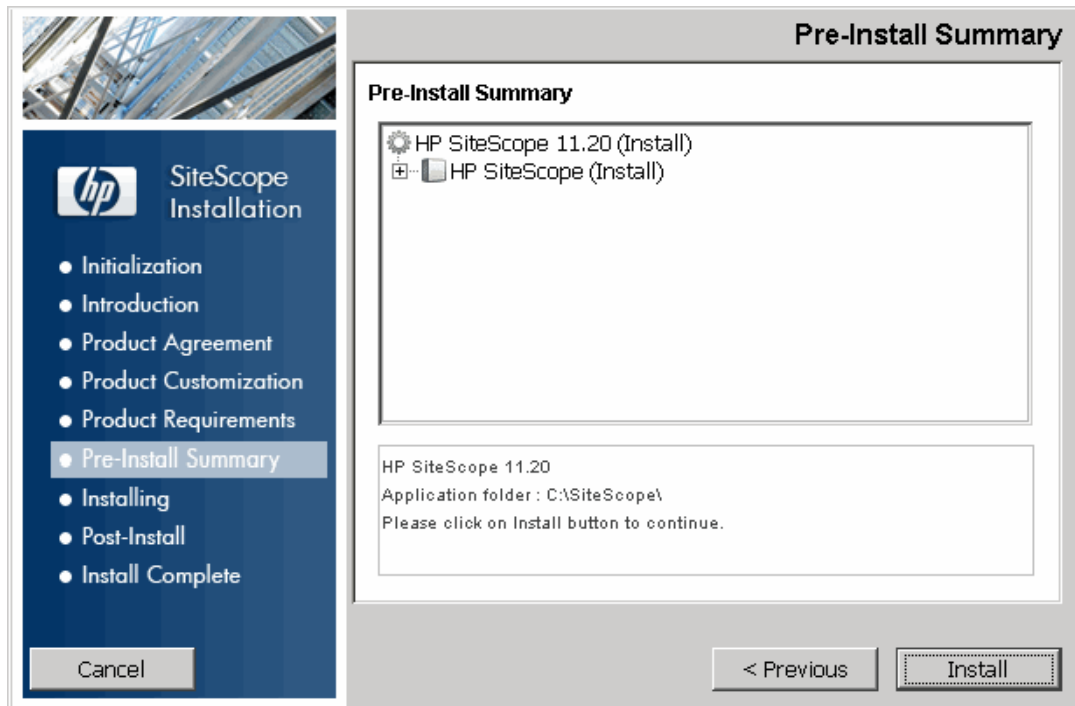 Pre-Install Summary
hp
SiteScope
Installation
Initialization
Introduction
Product Agreement
Product Customization
Product Requirements
Pre-Install Summary
Installing
Post-Install
Install Complete
Cancel
Pre-Install Summary
HP SiteScope 11.20 (Install)
HP SiteScope (Install)
HP SiteScope 11.20
Application folder : C:\SiteScope\
Please click on Install button to continue.
< Previous
Install